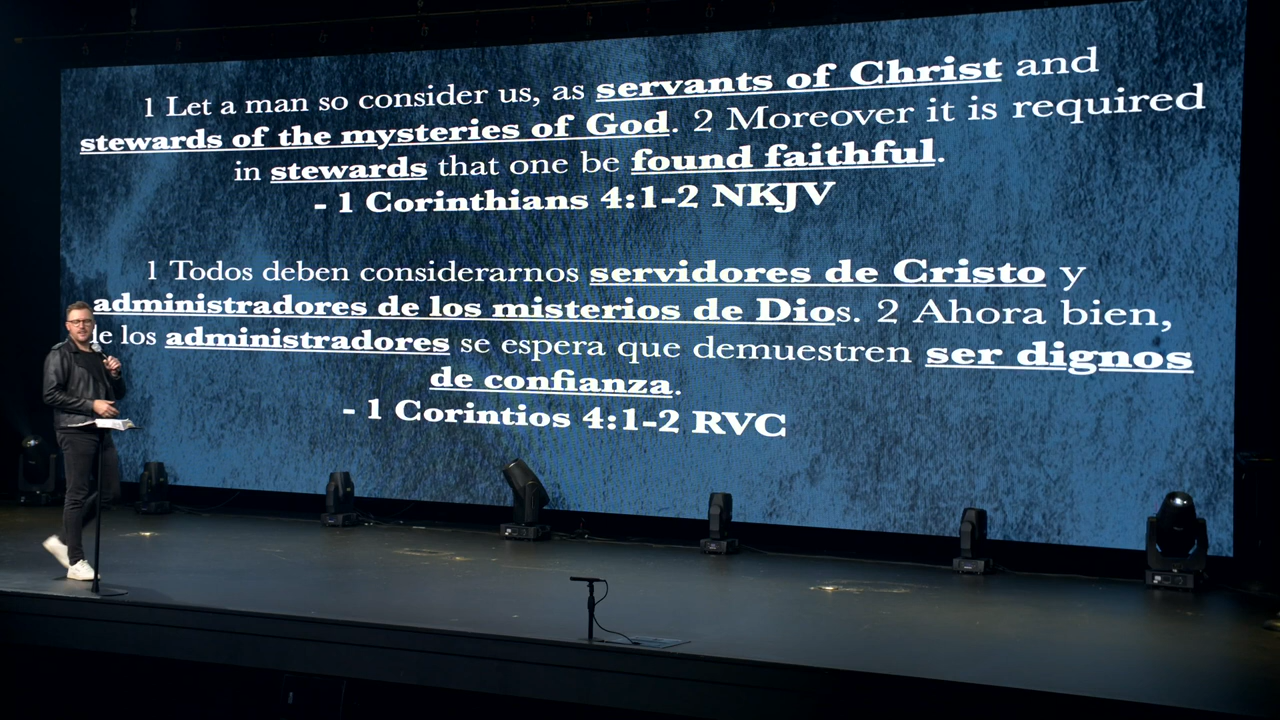 1 Let a man so consider us, as servants of Christ and
stewards of the mysteries of God. 2 Moreover it is required
in stewards that one be found faithful.
- 1 Corinthians 4:1-2 NKJV
1 Todos deben considerarnos servidores de Cristo y
administradores de los misterios de Dios. 2 Ahora bien,
de los administradores se espera que demuestren ser dignos
de confianza.
- 1 Corintios 4:1-2 RVC